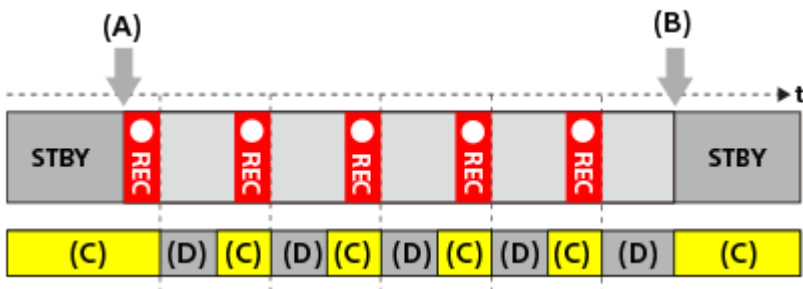 (A) (B)
t
STBY REC REC REC REC REC STBY
(C) (D) (C) (D) (C) (D) (C) (D) (C) (D) (C)